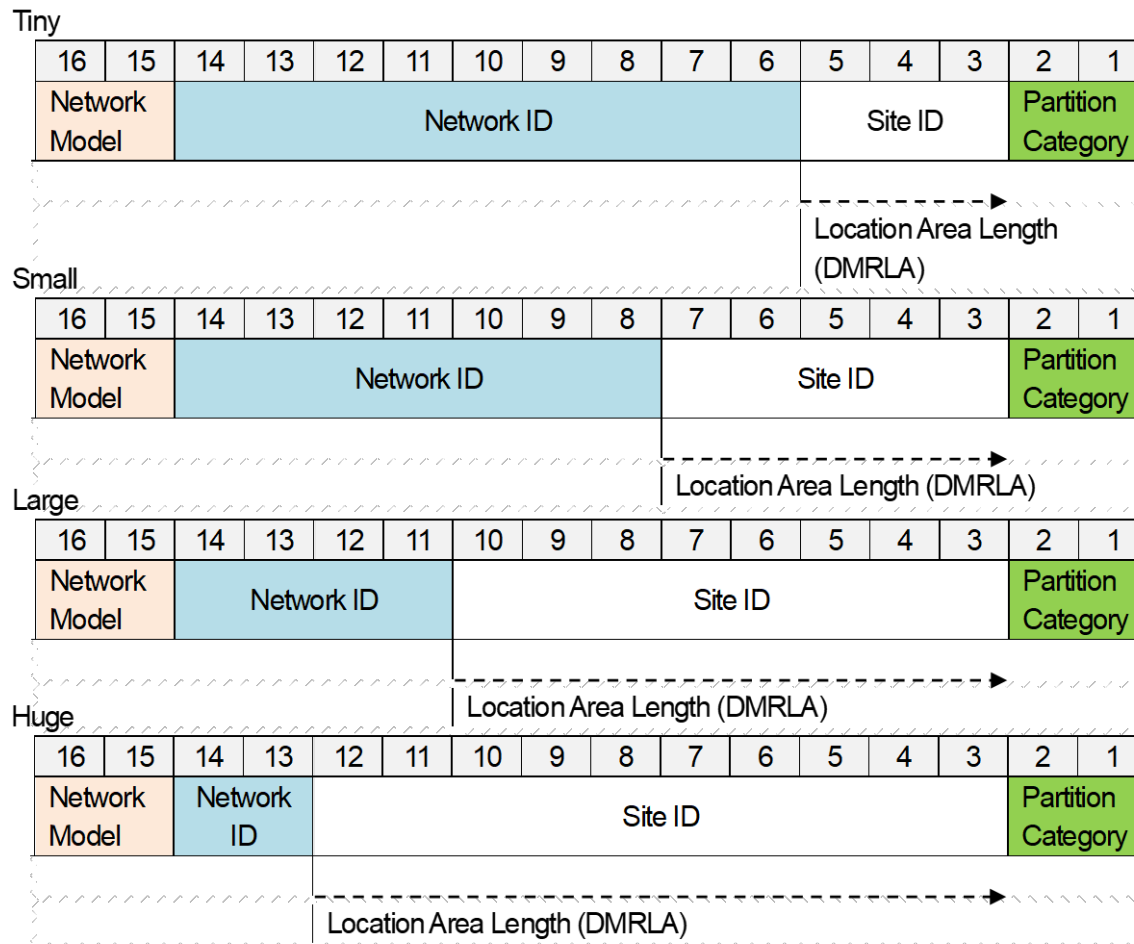 Tiny
16 15 14 13 12 11 10 9 8 7 6 5 4 3 2 1
Network Model Network ID Site ID Partition Category
Location Area Length
(DMRLA)
Small
16 15 14 13 12 11 10 9 8 7 6 5 4 3 2 1
Network Model Network ID Site ID Partition Category
Location Area Length (DMRLA)
Large
16 15 14 13 12 11 10 9 8 7 6 5 4 3 2 1
Network Model Network ID Site ID Partition Category
Location Area Length (DMRLA)
Huge
16 15 14 13 12 11 10 9 8 7 6 5 4 3 2 1
Network Model Network ID Site ID Partition Category
Location Area Length (DMRLA)